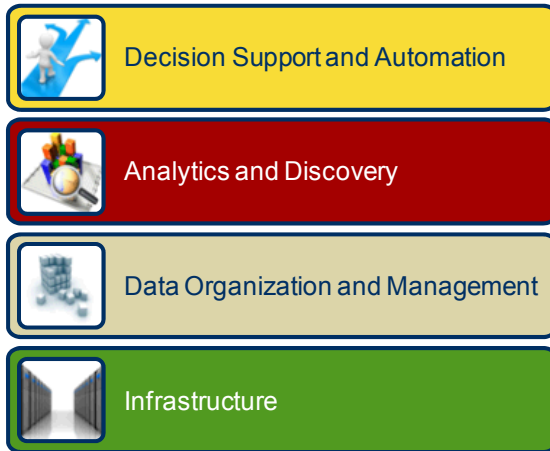 Decision Support and Automation
Analytics and Discovery
Data Organization and Management
Infrastructure